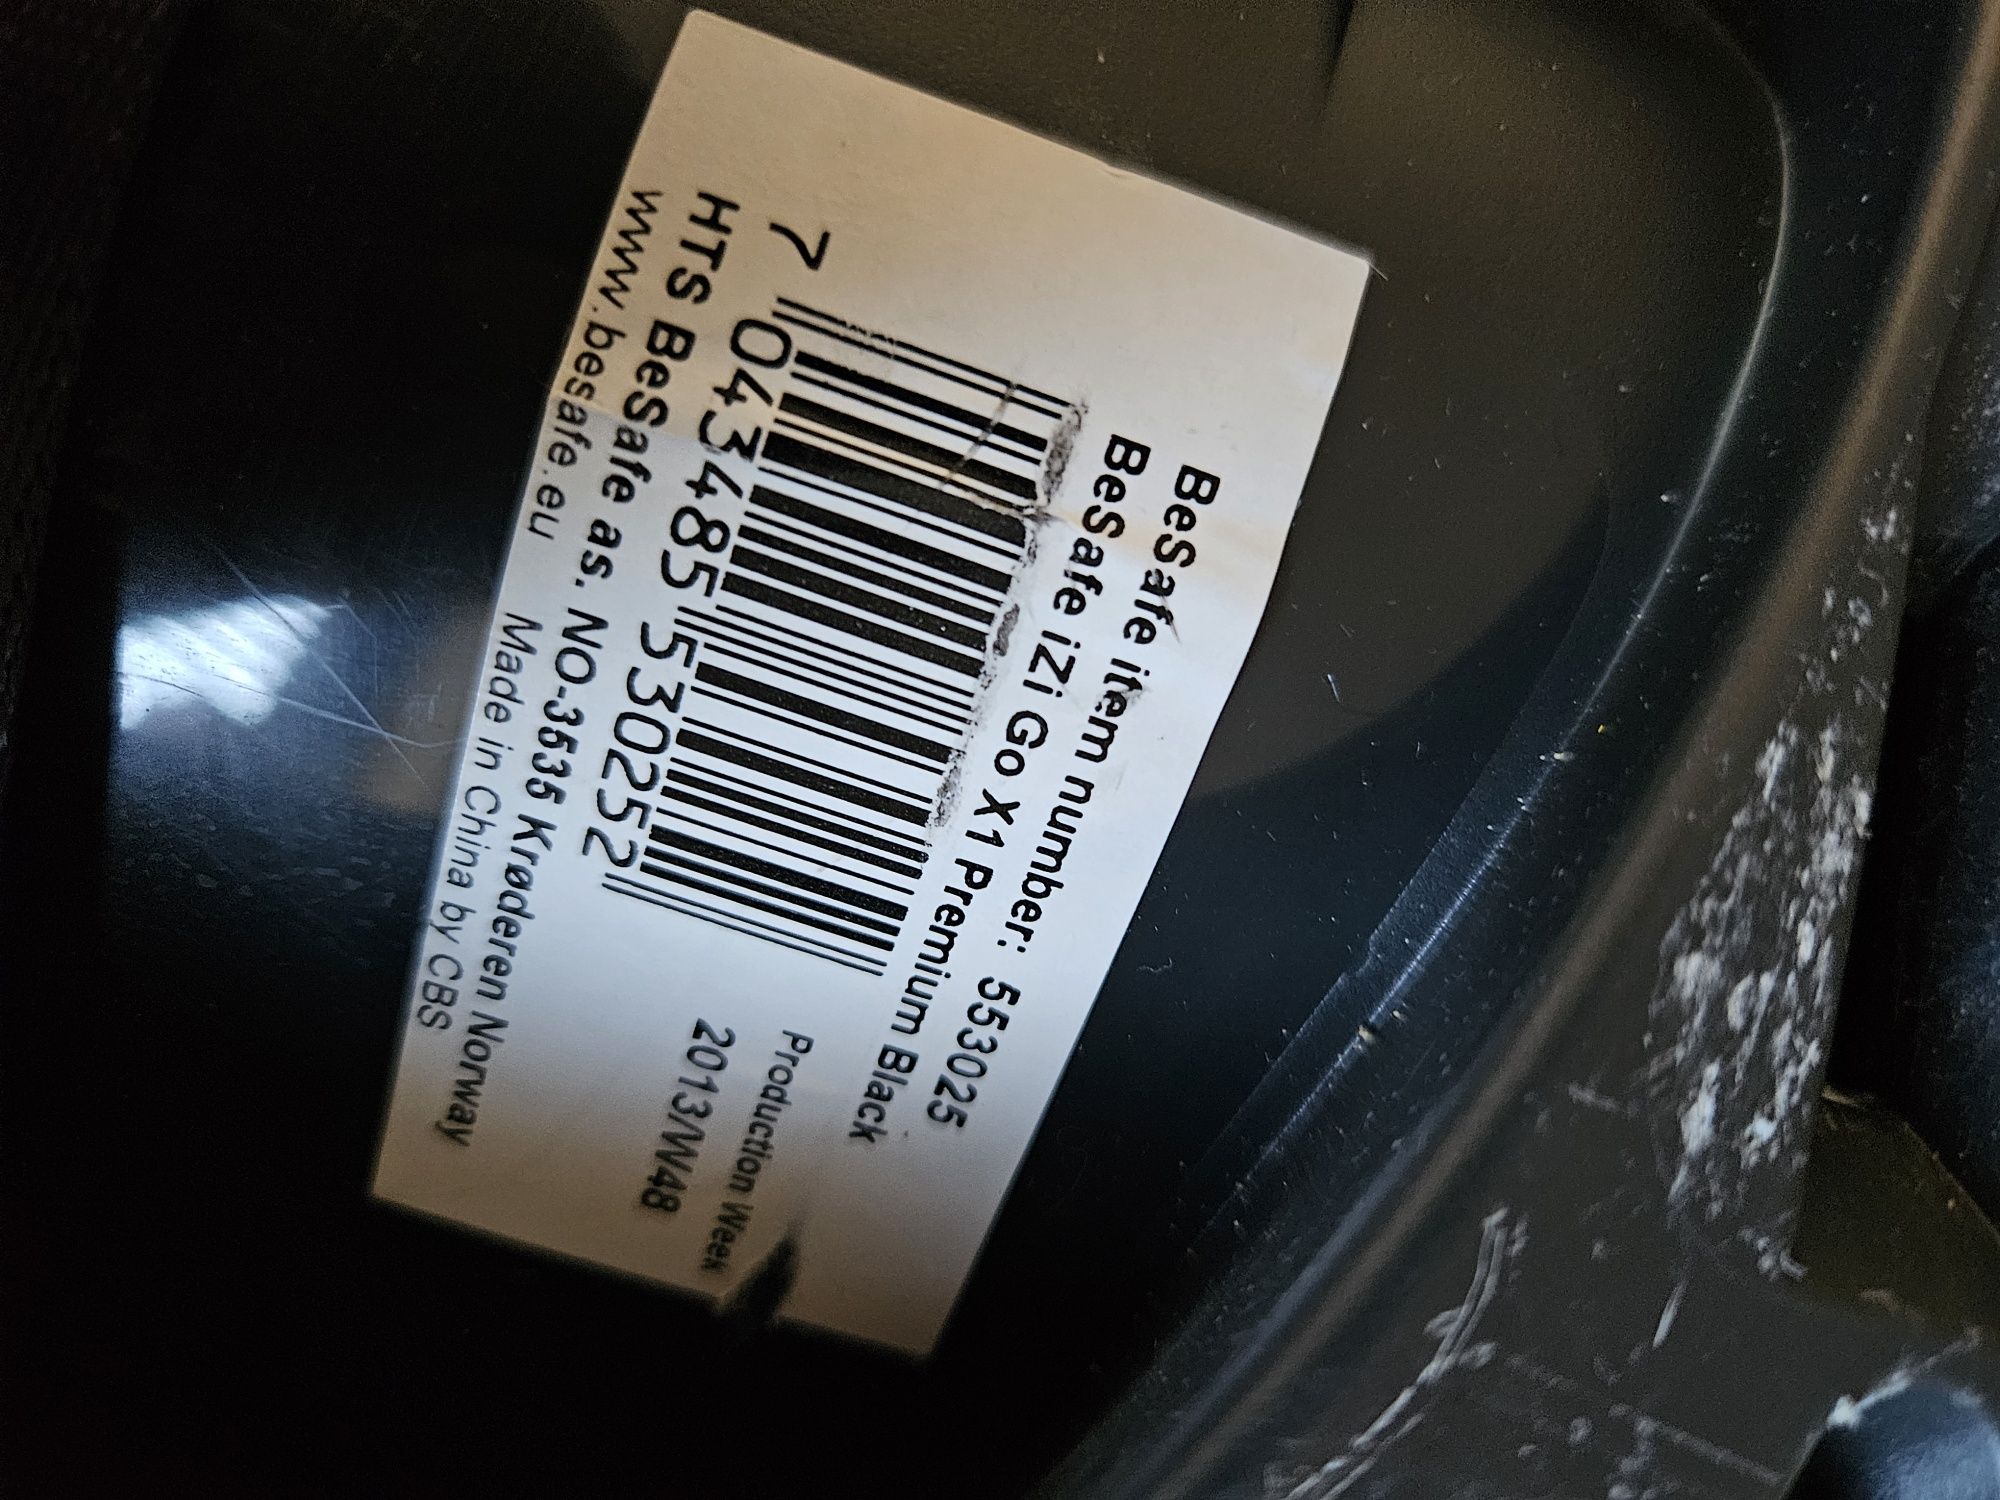 BeSafe item number: 553025
BeSafe iZi Go X1 Premium Black
7 043485 530252
Production Week
2013/W48
HTS BeSafe as. NO-3535 Krøderen Norway
www.besafe.eu Made in China by CBS